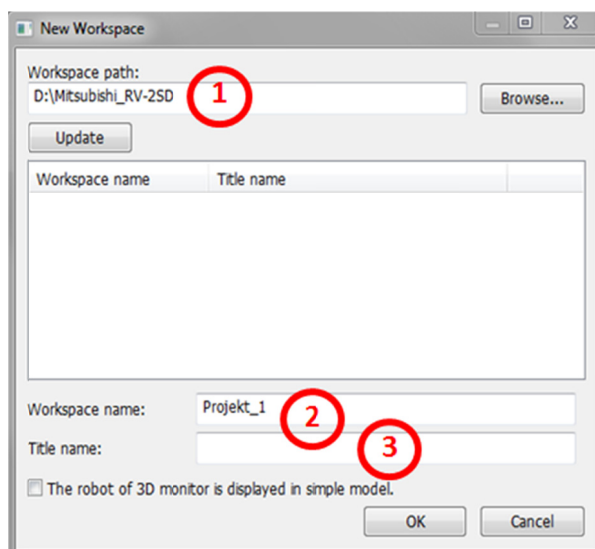 New Workspace
Workspace path:
D:\Mitsubishi_RV-2SD 1 Browse...
Update
Workspace name Title name
Workspace name: Projekt_1 2
Title name: 3
The robot of 3D monitor is displayed in simple model.
OK Cancel